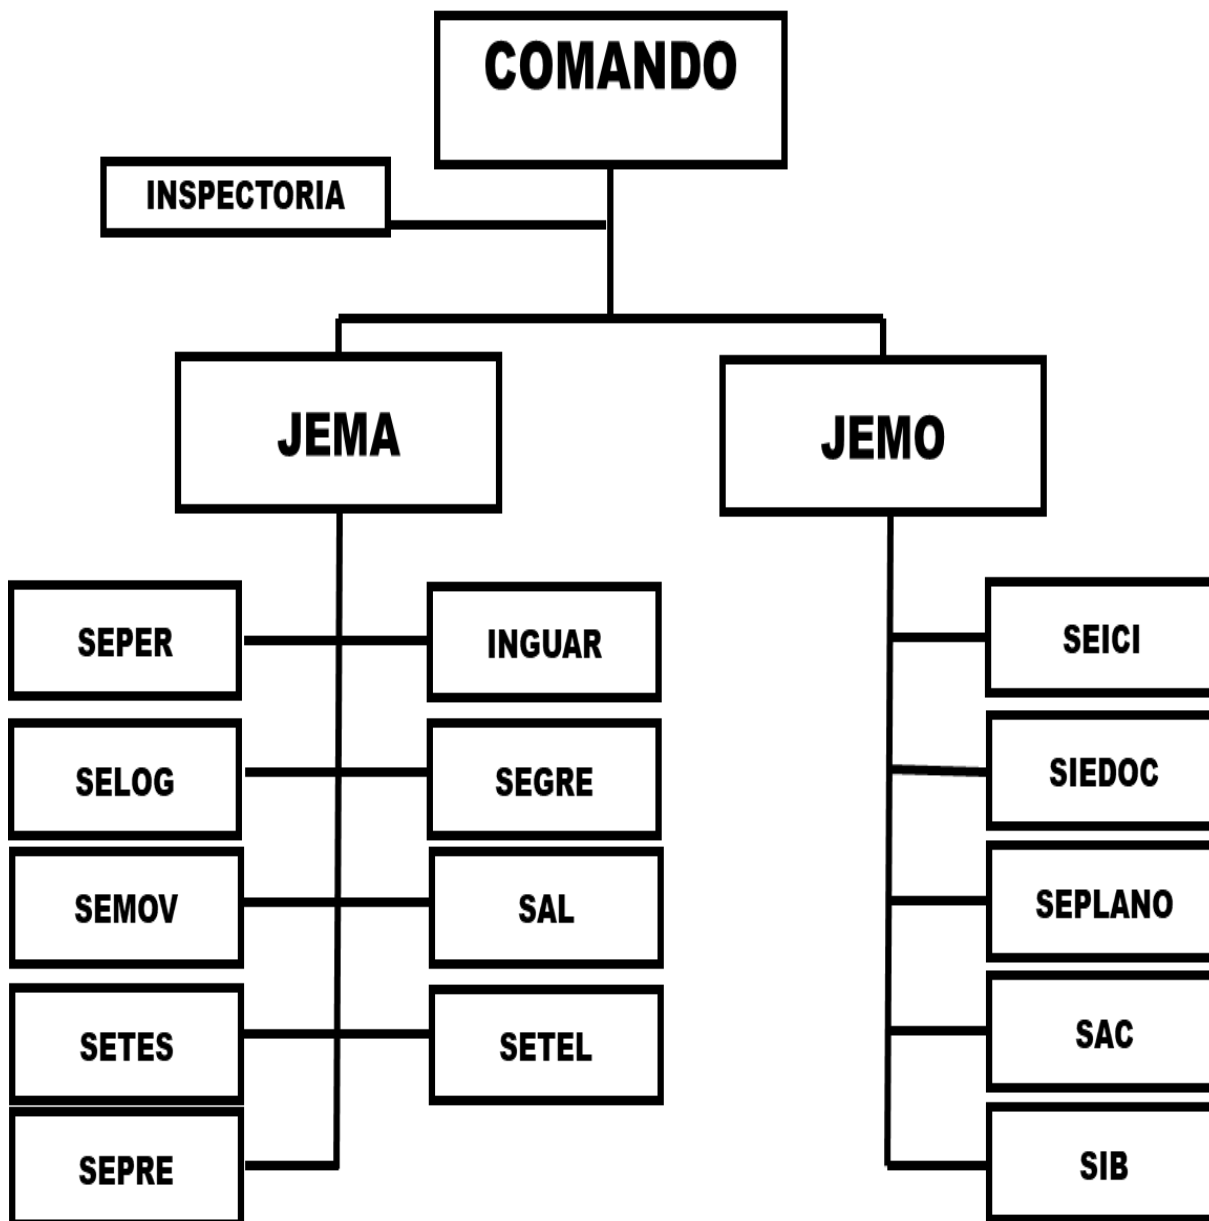 COMANDO
INSPECTORIA
JEMA
JEMO
SEPER
INGUAR
SEICI
SELOG
SEGRE
SIEDOC
SEMOV
SAL
SEPLANO
SETES
SETEL
SAC
SEPRE
SIB